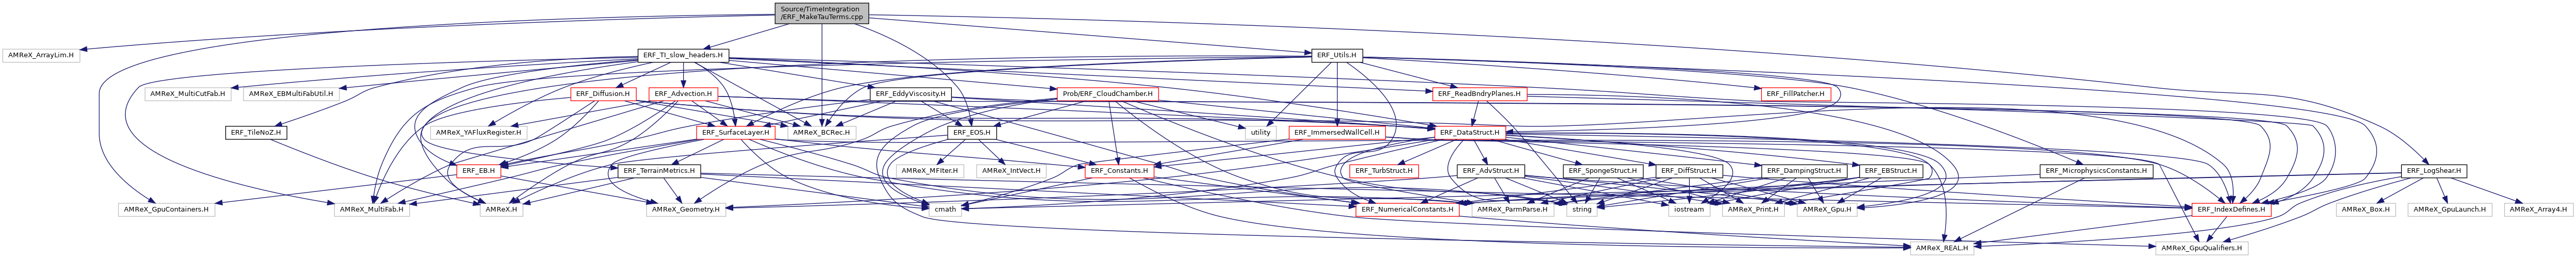 Source/TimeIntegration
/ERF_MakeTauTerms.cpp
AMReX_ArrayLim.H
ERF_TI_slow_headers.H
ERF_Utils.H
AMReX_MultiCutFab.H
AMReX_EBMultiFabUtil.H
ERF_Diffusion.H
ERF_Advection.H
ERF_EddyViscosity.H
Prob/ERF_CloudChamber.H
ERF_ReadBndryPlanes.H
ERF_FillPatcher.H
ERF_TileNoZ.H
AMReX_YAFluxRegister.H
ERF_SurfaceLayer.H
AMReX_BCRec.H
ERF_EOS.H
utility
ERF_ImmersedWallCell.H
ERF_DataStruct.H
ERF_EB.H
ERF_TerrainMetrics.H
AMReX_MFIter.H
AMReX_IntVect.H
ERF_Constants.H
ERF_TurbStruct.H
ERF_AdvStruct.H
ERF_SpongeStruct.H
ERF_DiffStruct.H
ERF_DampingStruct.H
ERF_EBStruct.H
ERF_MicrophysicsConstants.H
ERF_LogShear.H
AMReX_GpuContainers.H
AMReX_MultiFab.H
AMReX.H
AMReX_Geometry.H
cmath
ERF_NumericalConstants.H
AMReX_ParmParse.H
string
iostream
AMReX_Print.H
AMReX_Gpu.H
ERF_IndexDefines.H
AMReX_Box.H
AMReX_GpuLaunch.H
AMReX_Array4.H
AMReX_REAL.H
AMReX_GpuQualifiers.H